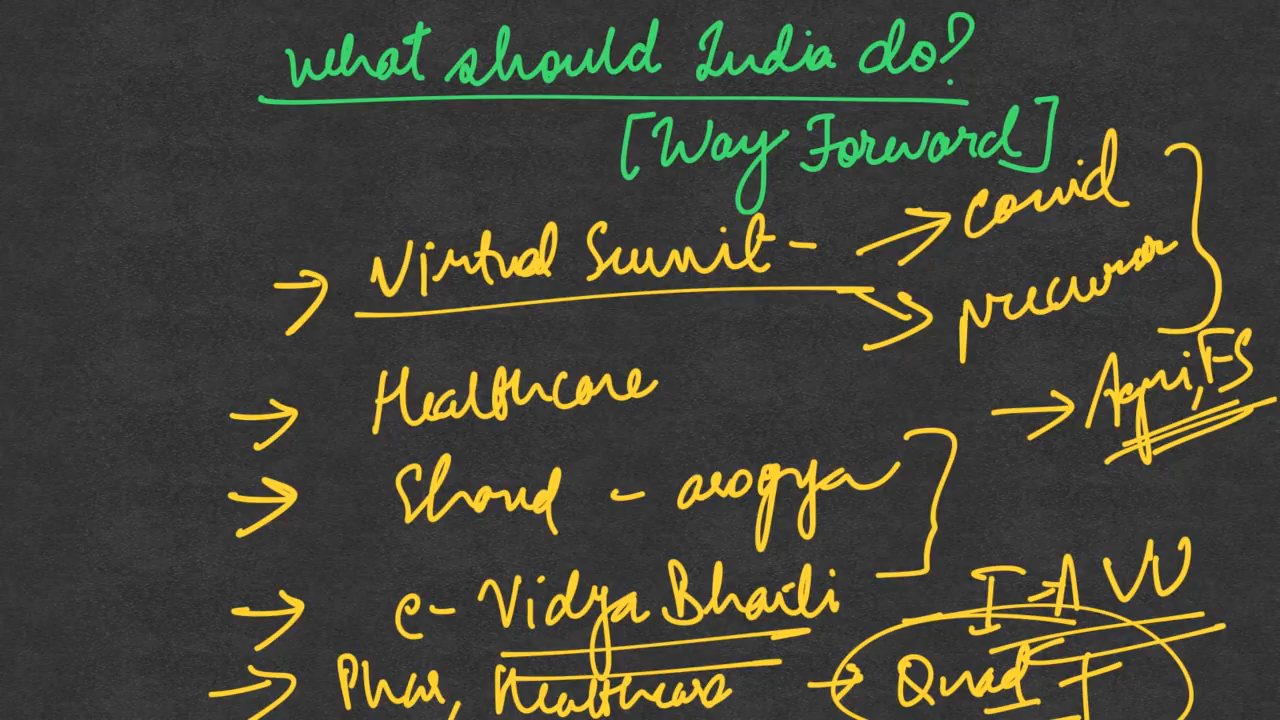 What should India do?
[Way Forward]
→ Virtual Summit - → covid
→ precursor
→ Healthcare → Agri, FS
→ - arogya
→ e- Vidya Bharti I-A VU
→ Phar, Healthcare → Quad